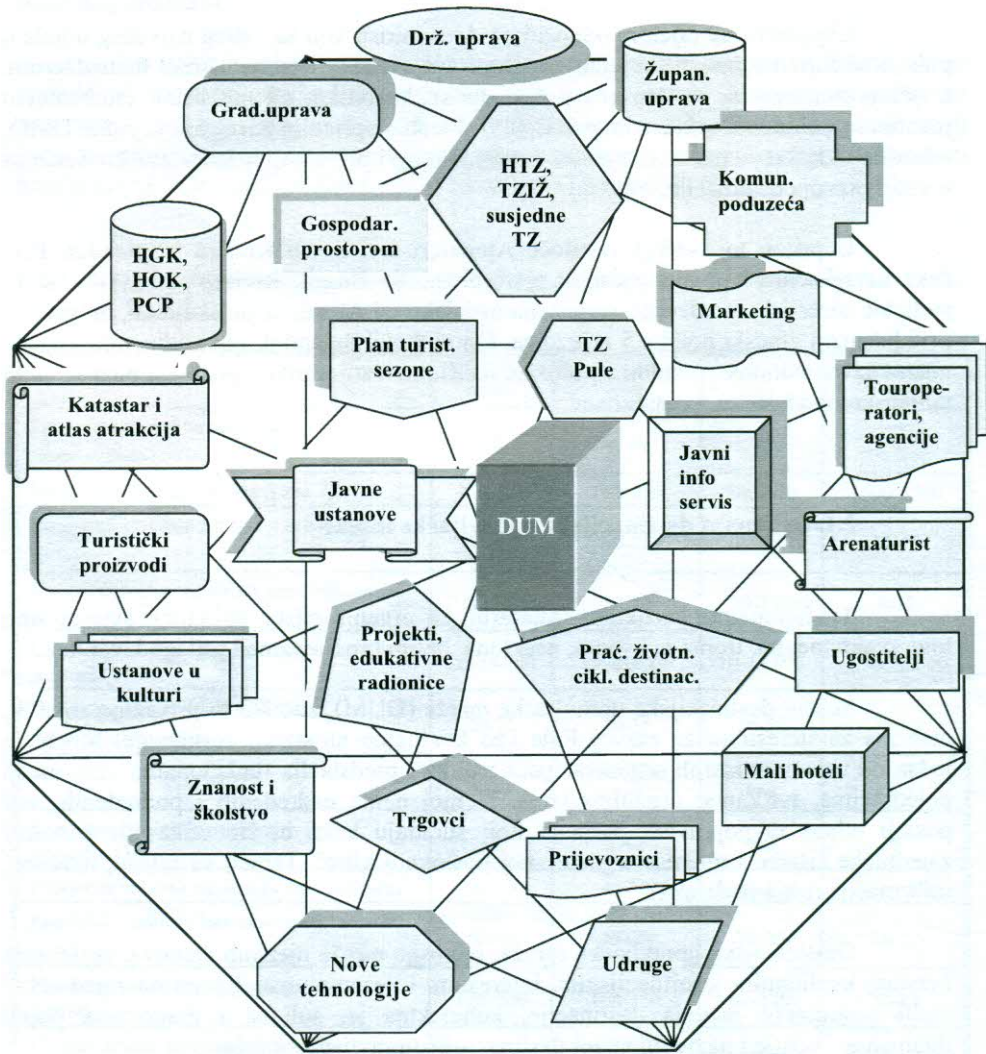 Drž. uprava
Župan.
uprava
Grad.uprava
HTZ,
TZIŽ,
susjedne
TZ
Komun.
poduzeća
Gospodar.
prostorom
HGK,
HOK,
PCP
Marketing
Plan turist.
sezone
TZ
Pule
Katastar i
atlas atrakcija
Tourope-
ratori,
agencije
Javne
ustanove
DUM
Javni
info
servis
Turistički
proizvodi
Arenaturist
Projekti,
edukativne
radionice
Prać. životn.
cikl. destinac.
Ugostitelji
Ustanove u
kulturi
Mali hoteli
Znanost i
školstvo
Trgovci
Prijevoznici
Nove
tehnologije
Udruge